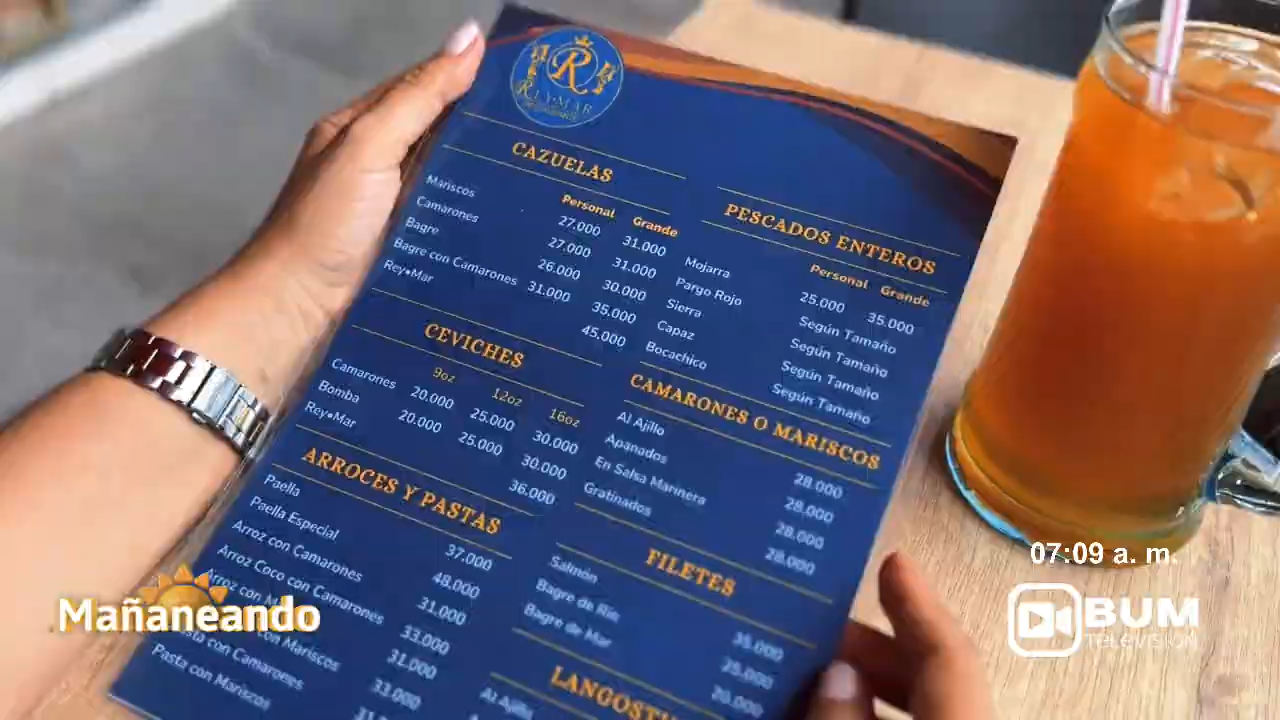 R
REY•MAR
CAZUELAS
Personal Grande
Mariscos 27.000 31.000
Camarones 27.000 31.000
Bagre 26.000 30.000
Bagre con Camarones 31.000 35.000
Rey•Mar 45.000
CEVICHES
9oz 12oz 16oz
Camarones 20.000 25.000 30.000
Bomba 20.000 25.000 30.000
Rey•Mar 36.000
ARROCES Y PASTAS
Paella 37.000
Paella Especial 48.000
Arroz con Camarones 31.000
Arroz Coco con Camarones 33.000
Arroz con Mariscos 31.000
33.000
Pasta con Camarones
Pasta con Mariscos
PESCADOS ENTEROS
Personal Grande
Mojarra 25.000 35.000
Pargo Rojo Según Tamaño
Sierra Según Tamaño
Capaz Según Tamaño
Bocachico Según Tamaño
CAMARONES O MARISCOS
Al Ajillo 28.000
Apanados 28.000
En Salsa Marinera 28.000
Gratinados 28.000
FILETES
Salmón 35.000
Bagre de Río 25.000
Bagre de Mar
LANGOST
Al Ajillo
Mañaneando
07:09 a. m.
BUM
TELEVISIÓN